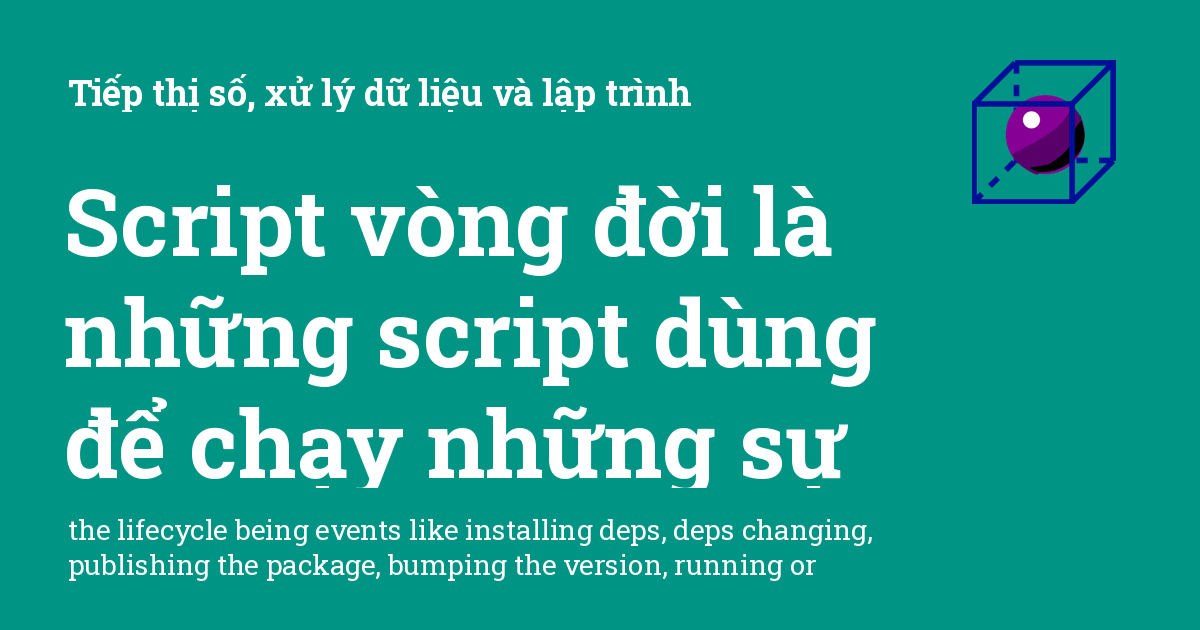 Tiếp thị số, xử lý dữ liệu và lập trình
Script vòng đời là
những script dùng
để chạy những sự
the lifecycle being events like installing deps, deps changing,
publishing the package, bumping the version, running or